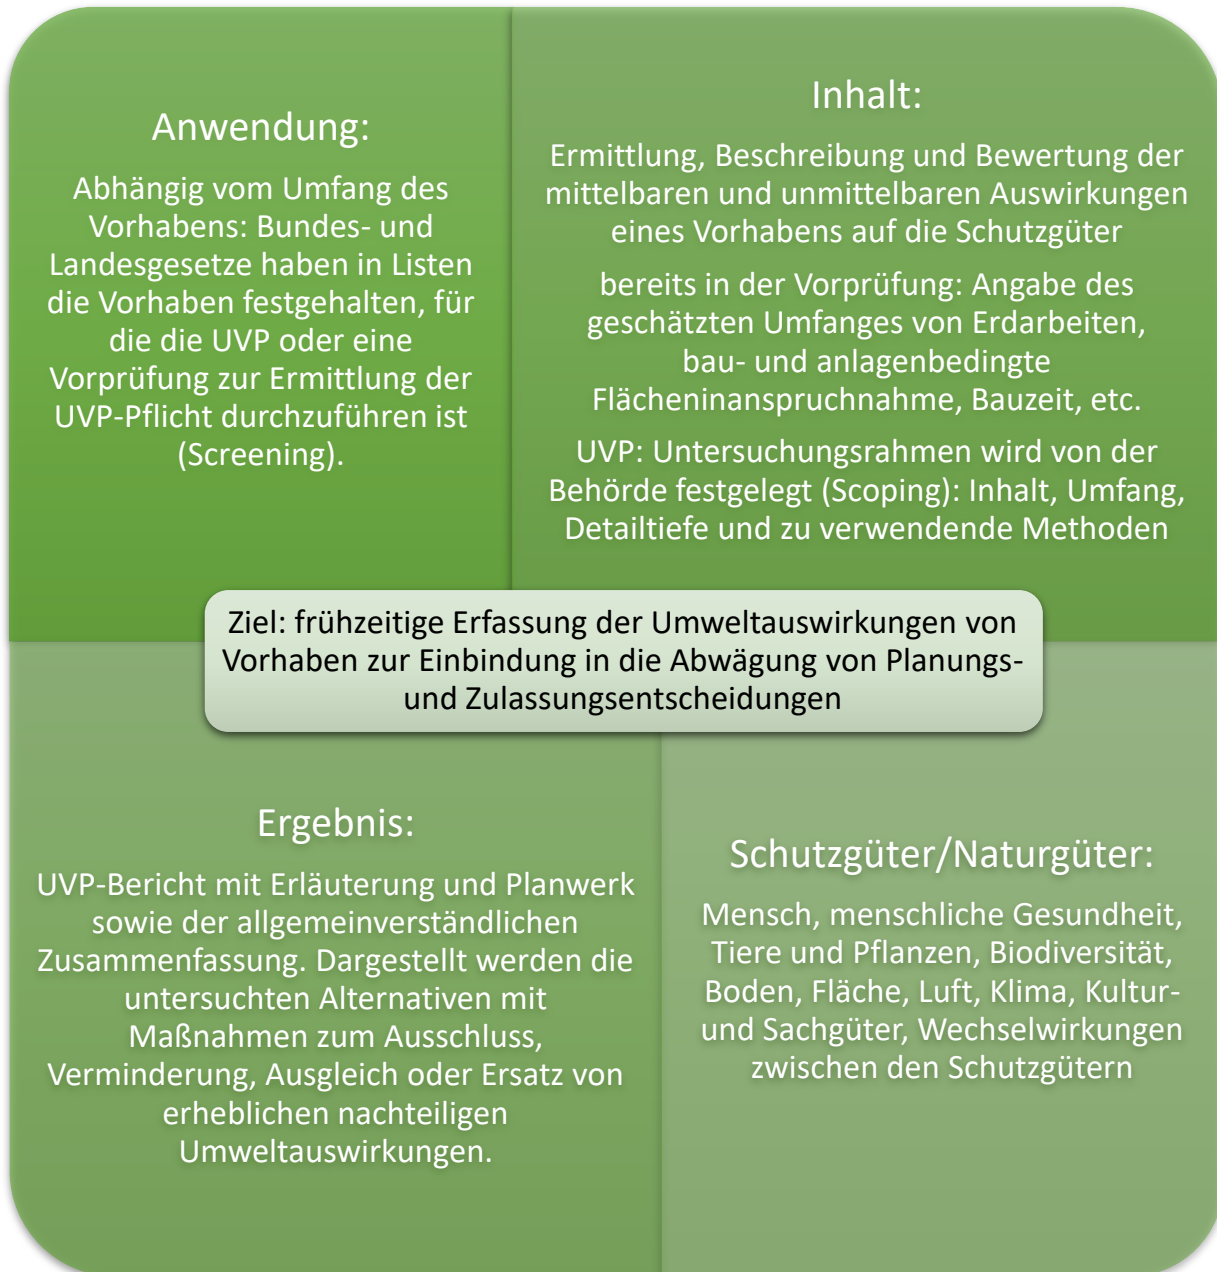 Anwendung:
Abhängig vom Umfang des
Vorhabens: Bundes- und
Landesgesetze haben in Listen
die Vorhaben festgehalten, für
die die UVP oder eine
Vorprüfung zur Ermittlung der
UVP-Pflicht durchzuführen ist
(Screening).
Inhalt:
Ermittlung, Beschreibung und Bewertung der
mittelbaren und unmittelbaren Auswirkungen
eines Vorhabens auf die Schutzgüter
bereits in der Vorprüfung: Angabe des
geschätzten Umfanges von Erdarbeiten,
bau- und anlagenbedingte
Flächeninanspruchnahme, Bauzeit, etc.
UVP: Untersuchungsrahmen wird von der
Behörde festgelegt (Scoping): Inhalt, Umfang,
Detailtiefe und zu verwendende Methoden
Ziel: frühzeitige Erfassung der Umweltauswirkungen von
Vorhaben zur Einbindung in die Abwägung von Planungs-
und Zulassungsentscheidungen
Ergebnis:
UVP-Bericht mit Erläuterung und Planwerk
sowie der allgemeinverständlichen
Zusammenfassung. Dargestellt werden die
untersuchten Alternativen mit
Maßnahmen zum Ausschluss,
Verminderung, Ausgleich oder Ersatz von
erheblichen nachteiligen
Umweltauswirkungen.
Schutzgüter/Naturgüter:
Mensch, menschliche Gesundheit,
Tiere und Pflanzen, Biodiversität,
Boden, Fläche, Luft, Klima, Kultur-
und Sachgüter, Wechselwirkungen
zwischen den Schutzgütern